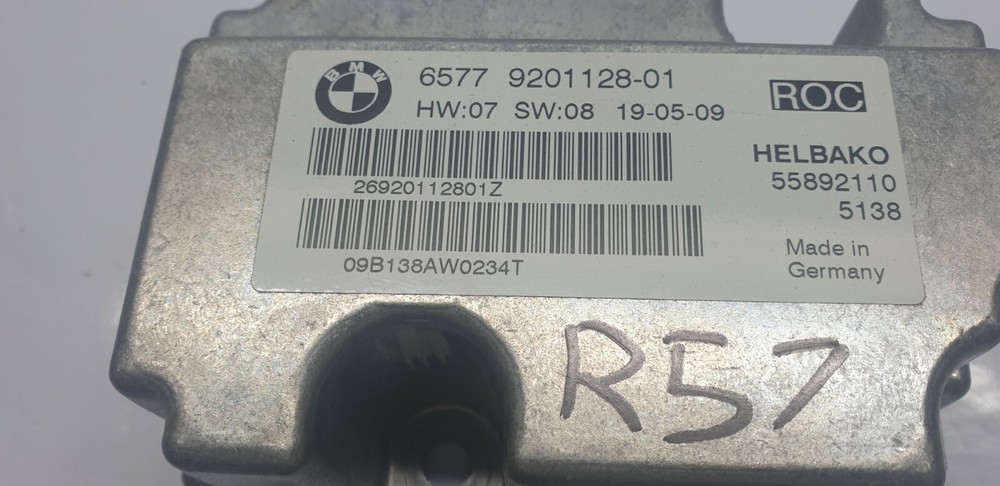 BMW
6577 9201128-01
HW:07 SW:08 19-05-09
ROC
HELBAKO
55892110
5138
26920112801Z
09B138AW0234T
Made in
Germany
R57